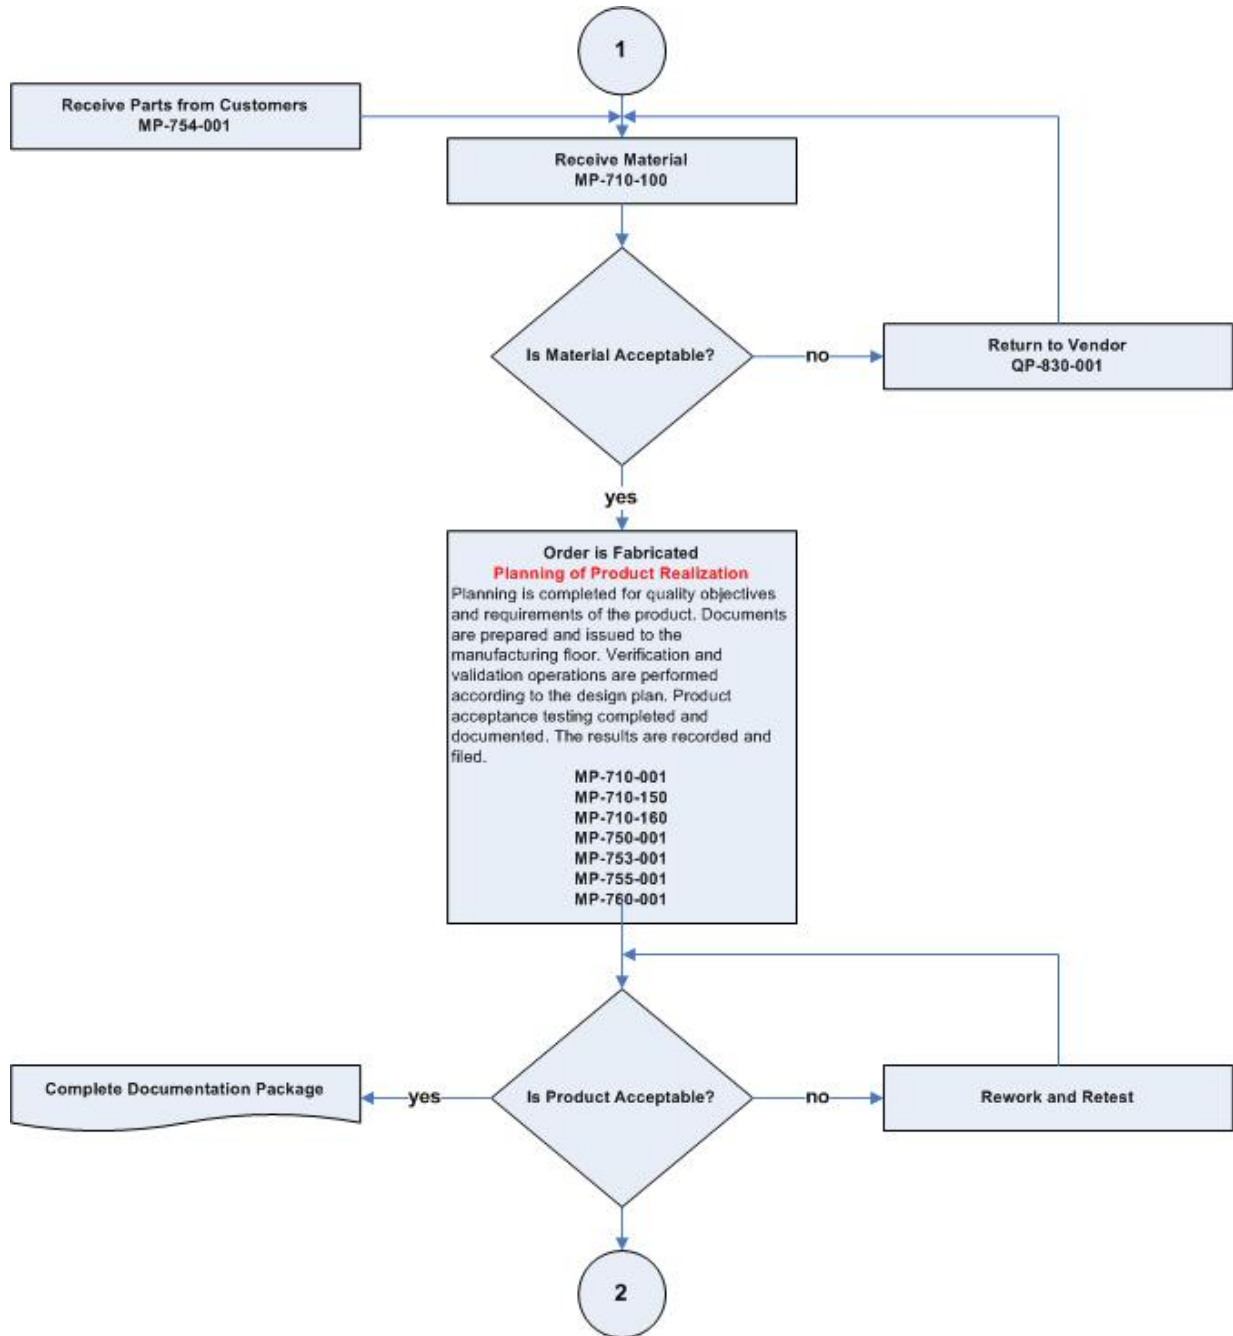 1
Receive Parts from Customers
MP-754-001
Receive Material
MP-710-100
Is Material Acceptable?
no
Return to Vendor
QP-830-001
yes
Order is Fabricated
Planning of Product Realization
Planning is completed for quality objectives
and requirements of the product. Documents
are prepared and issued to the
manufacturing floor. Verification and
validation operations are performed
according to the design plan. Product
acceptance testing completed and
documented. The results are recorded and
filed.
MP-710-001
MP-710-150
MP-710-160
MP-750-001
MP-753-001
MP-755-001
MP-760-001
Complete Documentation Package
yes
Is Product Acceptable?
no
Rework and Retest
2